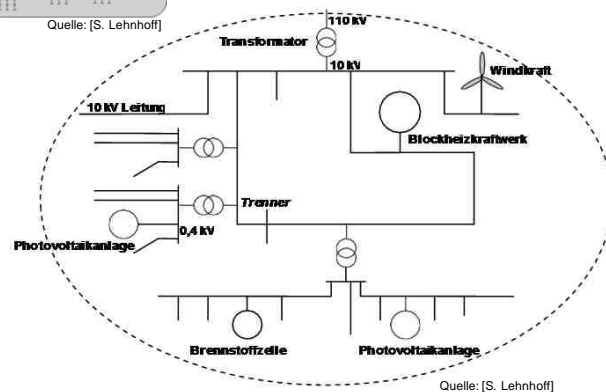 Quelle: [S. Lehnhoff]
110 kV
Transformator
10 kV
Windkraft
10 kV Leitung
Blockheizkraftwerk
Trenner
0,4 kV
Photovoltaikanlage
Brennstoffzelle
Photovoltaikanlage
Quelle: [S. Lehnhoff]